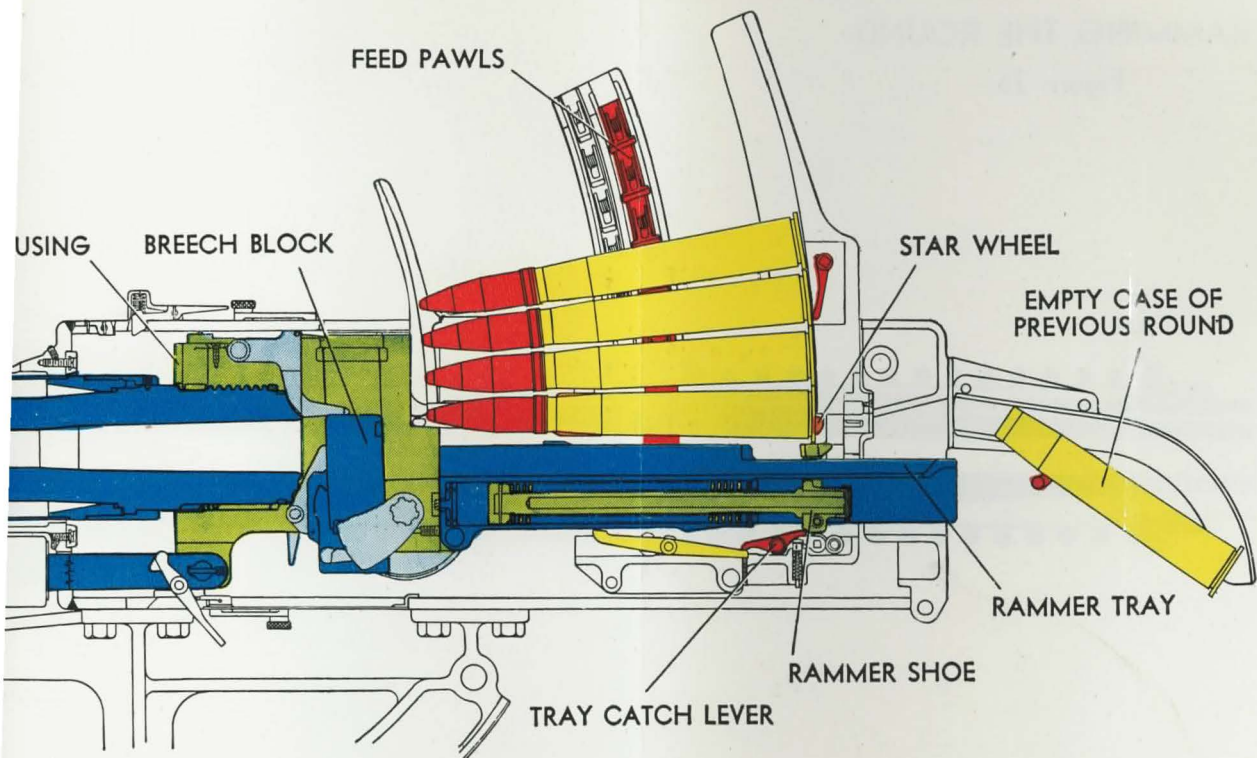 FEED PAWLS
USING
BREECH BLOCK
STAR WHEEL
EMPTY CASE OF
PREVIOUS ROUND
RAMMER TRAY
RAMMER SHOE
TRAY CATCH LEVER